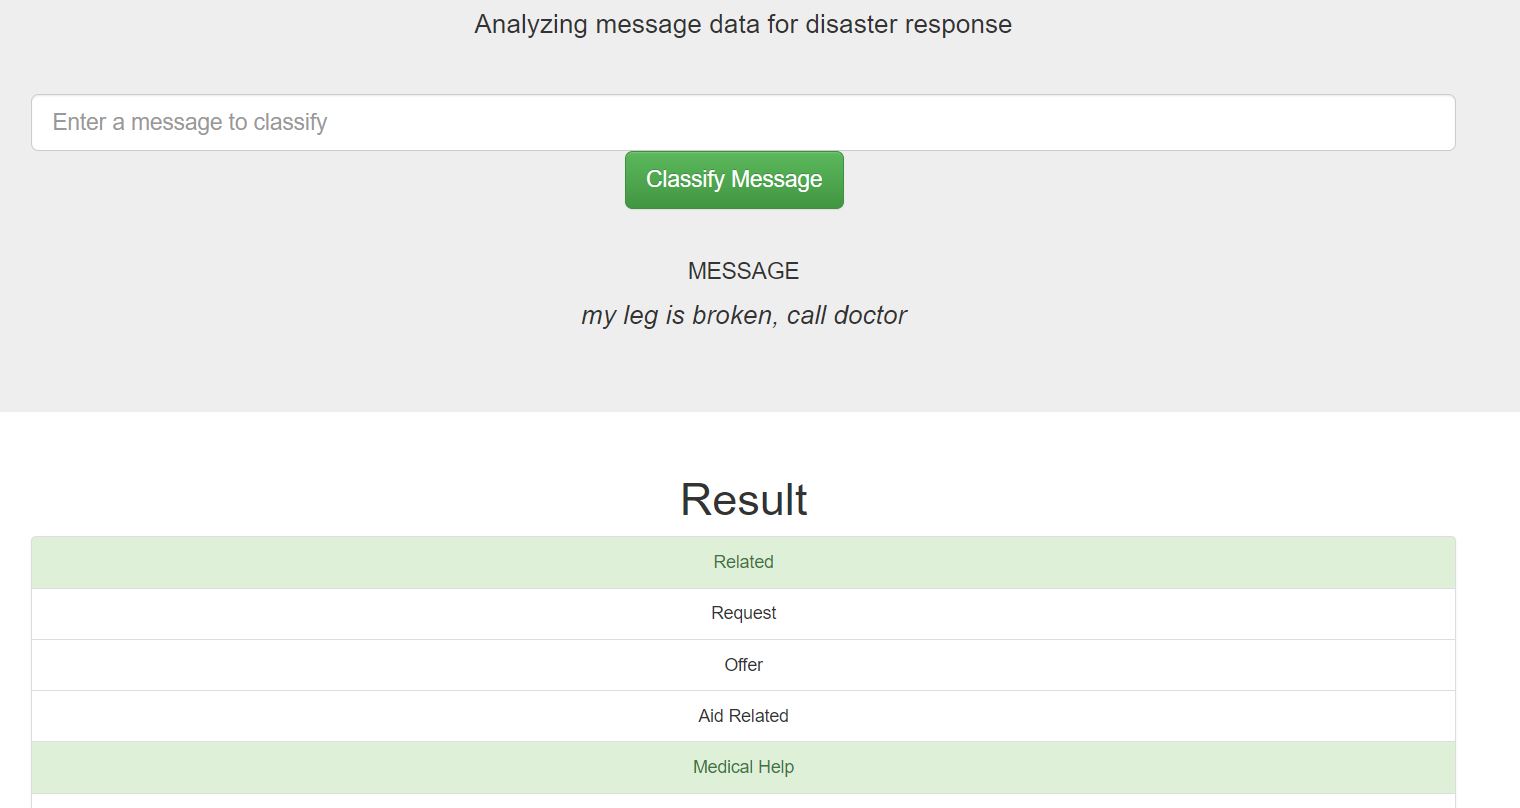 Analyzing message data for disaster response
Enter a message to classify
Classify Message
MESSAGE
my leg is broken, call doctor
Result
Related
Request
Offer
Aid Related
Medical Help